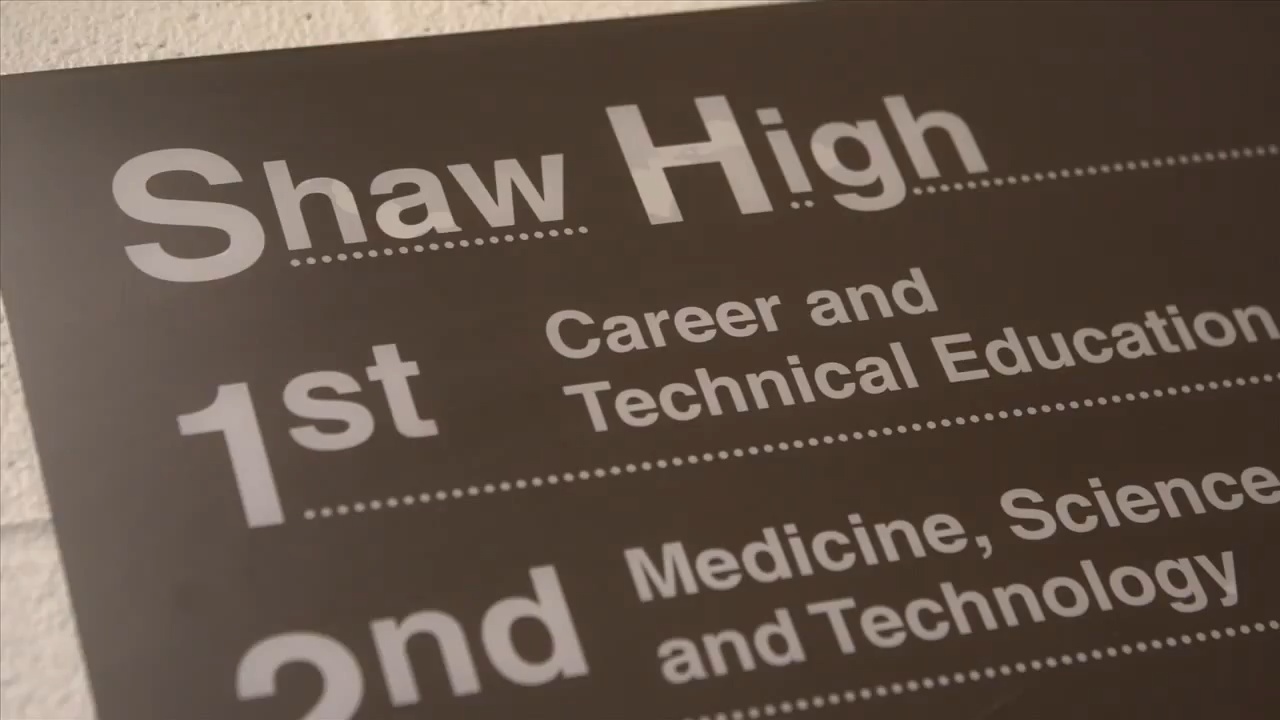 Shaw High
1st
Career and
Technical Education
2nd
Medicine, Science
and Technology